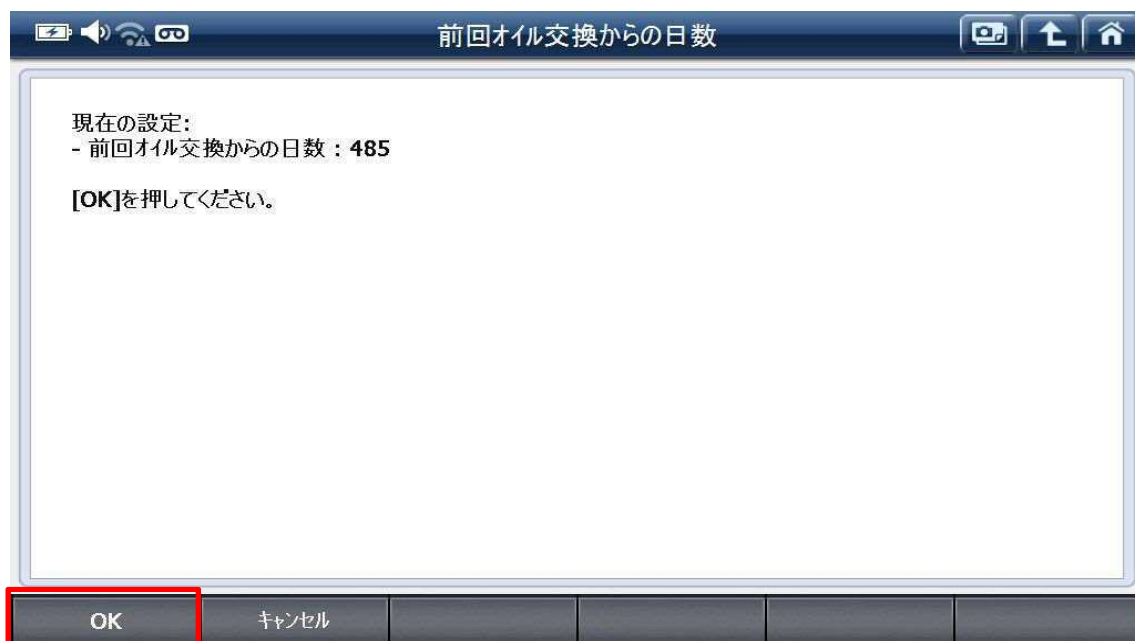 前回オイル交換からの日数
現在の設定:
- 前回オイル交換からの日数：485
[OK]を押してください。
OK
キャンセル